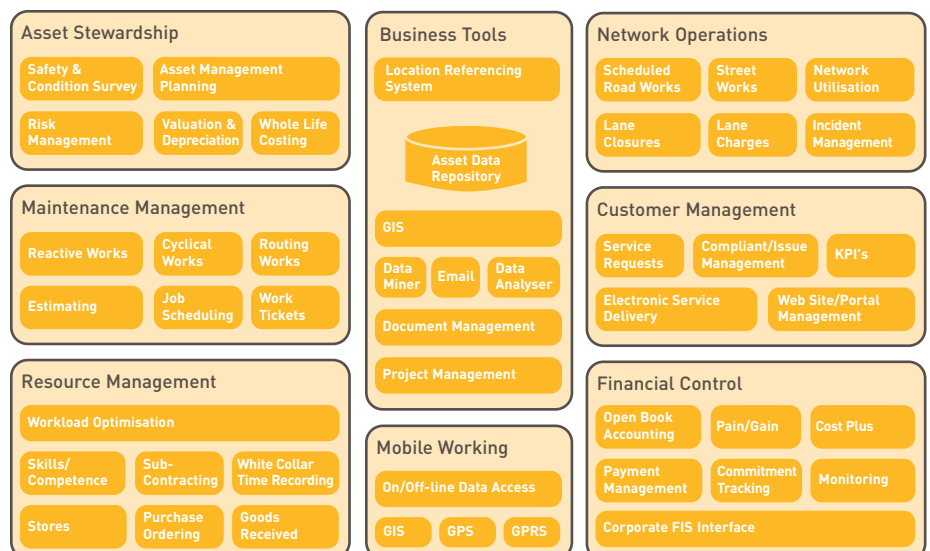 Asset Stewardship
Safety &
Condition Survey
Asset Management
Planning
Risk
Management
Valuation &
Depreciation
Whole Life
Costing
Maintenance Management
Reactive Works
Cyclical
Works
Routing
Works
Estimating
Job
Scheduling
Work
Tickets
Resource Management
Workload Optimisation
Skills/
Competence
Sub-
Contracting
White Collar
Time Recording
Stores
Purchase
Ordering
Goods
Received
Business Tools
Location Referencing
System
Asset Data
Repository
GIS
Data
Miner
Email
Data
Analyser
Document Management
Project Management
Mobile Working
On/Off-line Data Access
GIS
GPS
GPRS
Network Operations
Scheduled
Road Works
Street
Works
Network
Utilisation
Lane
Closures
Lane
Charges
Incident
Management
Customer Management
Service
Requests
Compliant/Issue
Management
KPI's
Electronic Service
Delivery
Web Site/Portal
Management
Financial Control
Open Book
Accounting
Pain/Gain
Cost Plus
Payment
Management
Commitment
Tracking
Monitoring
Corporate FIS Interface